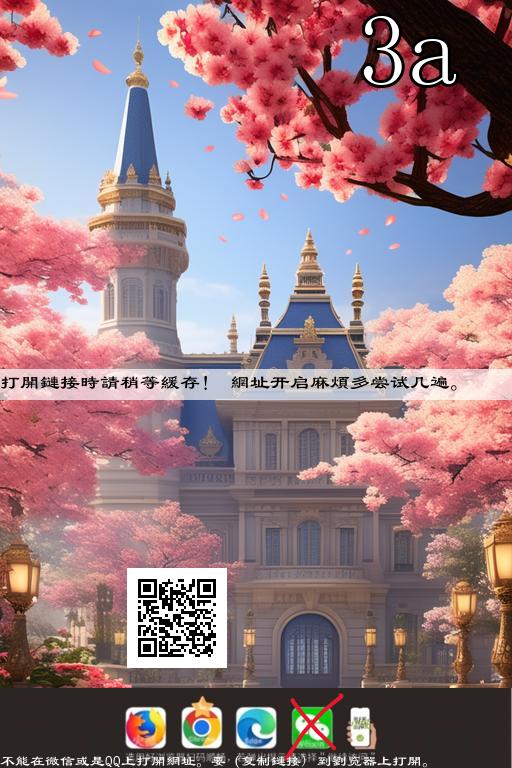 3a
打開鏈接時請稍等緩存！ 網址开启麻煩多尝试几遍。
不能在微信或是QQ上打開網址。要（复制鏈接）到劉览器上打開。